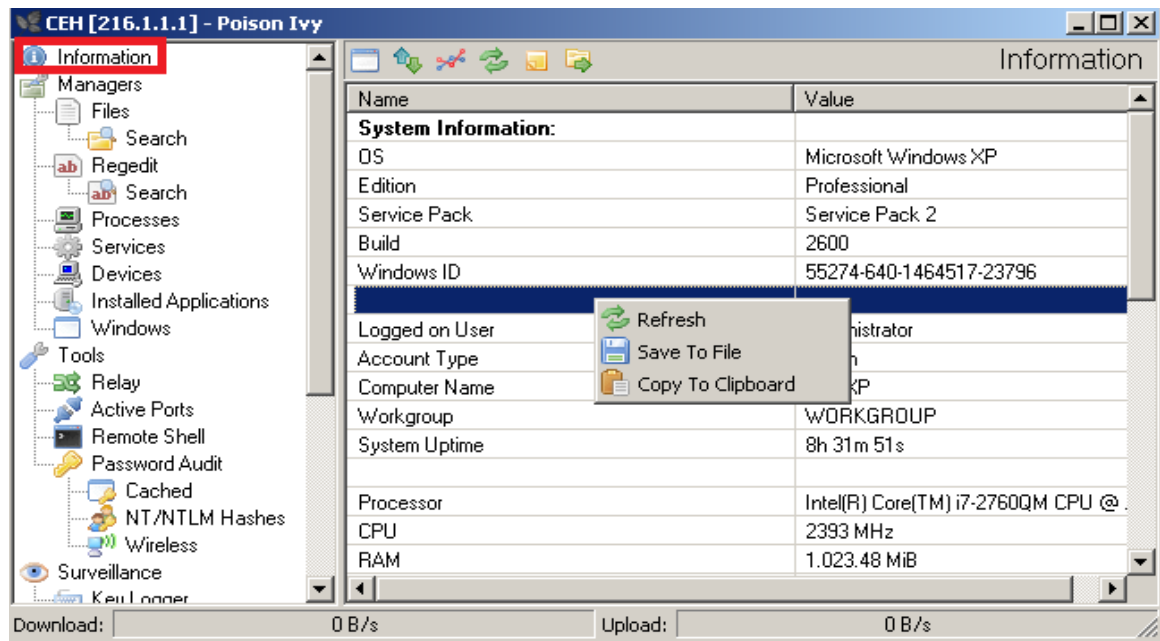 CEH [216.1.1.1] - Poison Ivy
Information
Managers
Files
Search
Regedit
Search
Processes
Services
Devices
Installed Applications
Windows
Tools
Relay
Active Ports
Remote Shell
Password Audit
Cached
NT/NTLM Hashes
Wireless
Surveillance
Key Logger
Information
Name Value
System Information:
OS Microsoft Windows XP
Edition Professional
Service Pack Service Pack 2
Build 2600
Windows ID 55274-640-1464517-23796
Refresh
Save To File
Copy To Clipboard
Logged on User nistrator
Account Type
Computer Name XP
Workgroup WORKGROUP
System Uptime 8h 31m 51s
Processor Intel(R) Core(TM) i7-2760QM CPU @ .
CPU 2393 MHz
RAM 1.023.48 MiB
Download: 0 B/s Upload: 0 B/s